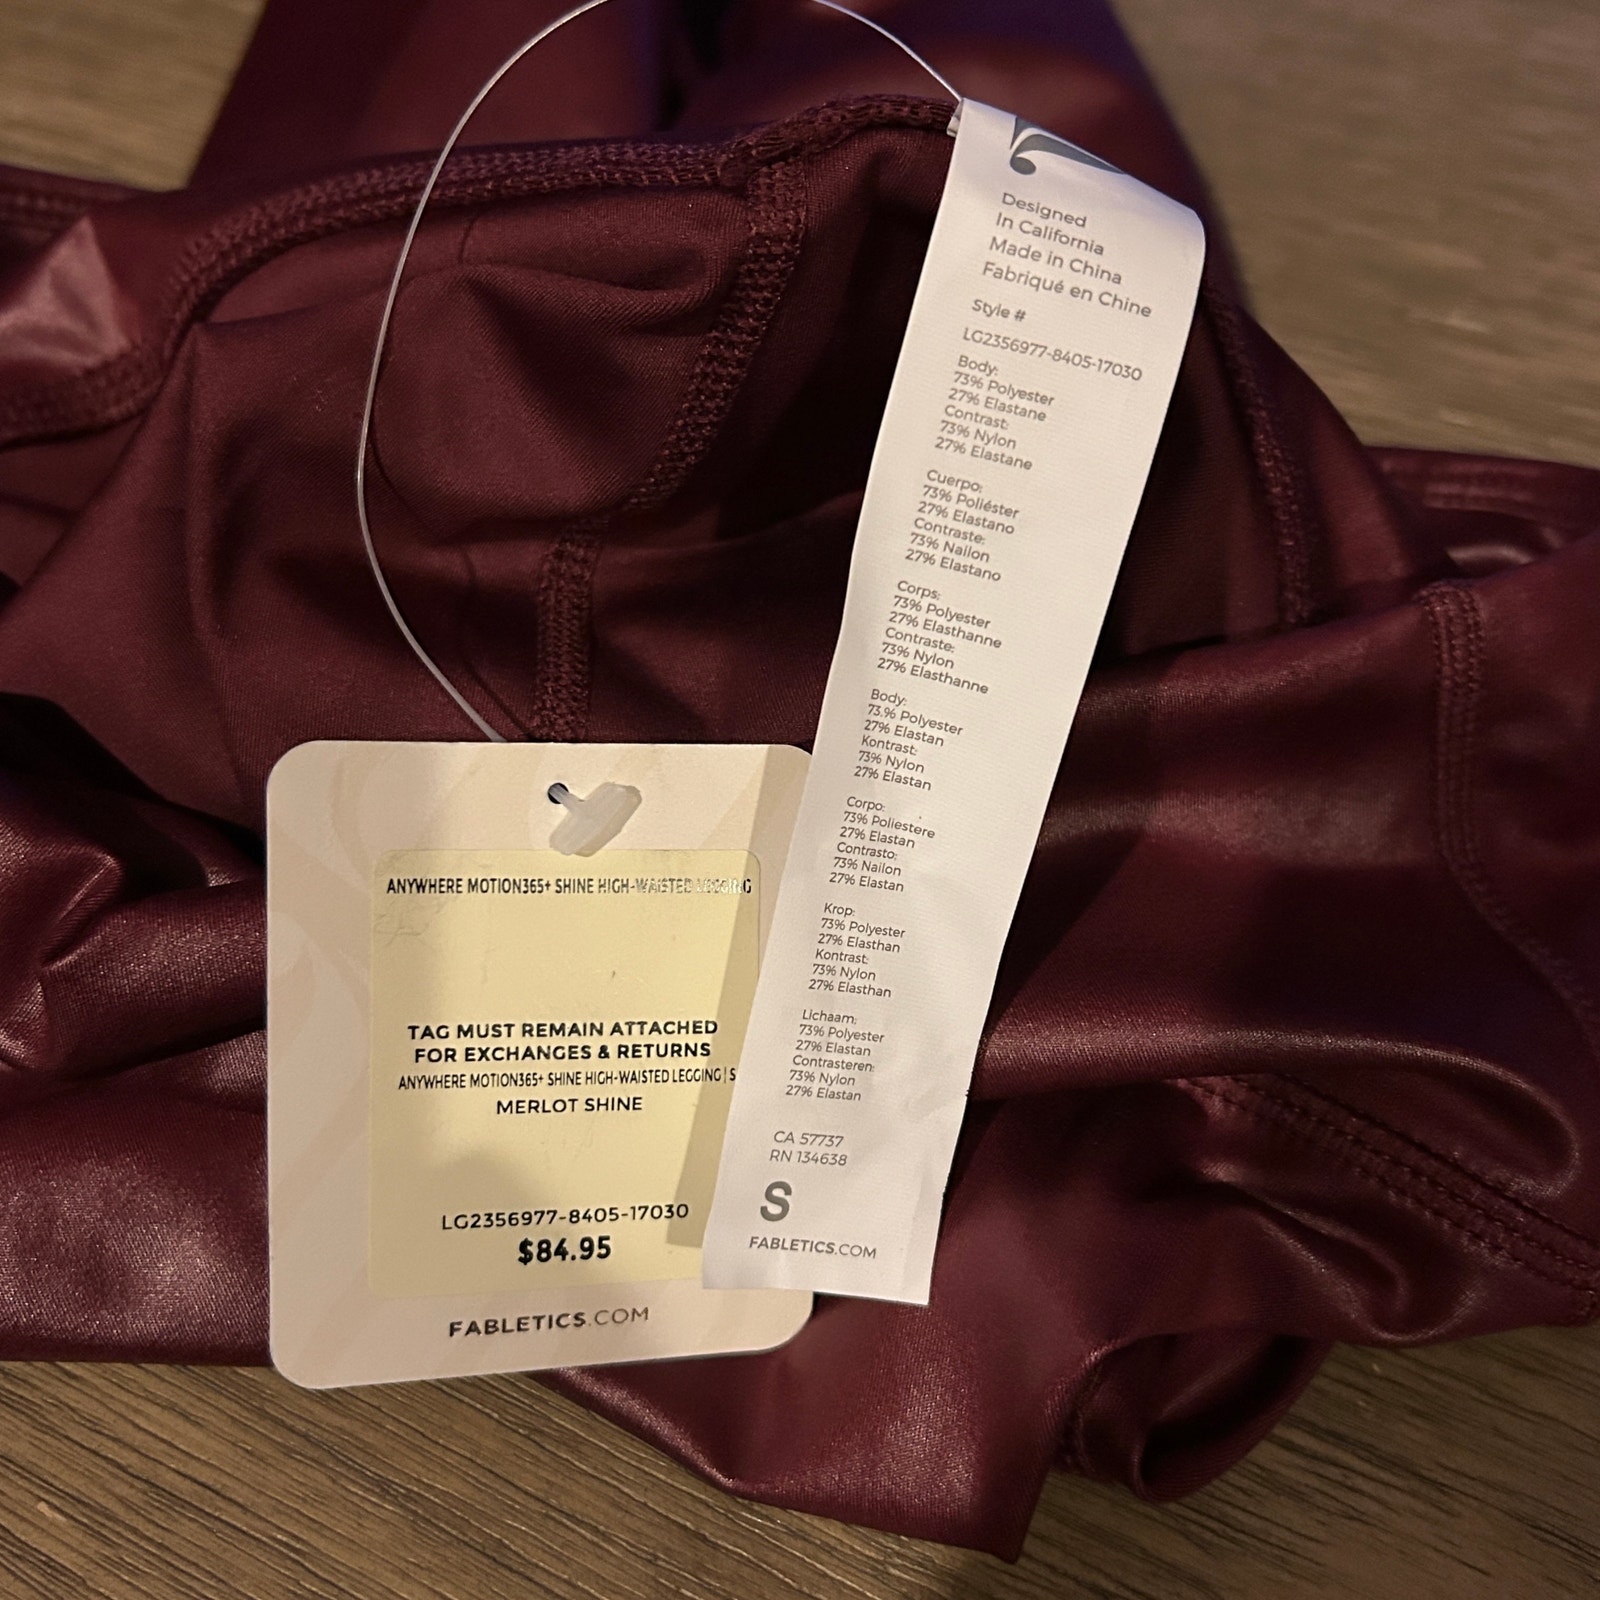 Designed
In California
Made in China
Fabriqué en Chine
Style #
LG2356977-8405-17030
Body:
73% Polyester
27% Elastane
Contrast:
73% Nylon
27% Elastane
Cuerpo:
73% Poliéster
27% Elastano
Contraste:
73% Nailon
27% Elastano
Corps:
73% Polyester
27% Elasthanne
Contraste:
73% Nylon
27% Elasthanne
Body:
73.% Polyester
27% Elastan
Kontrast:
73% Nylon
27% Elastan
Corpo:
73% Poliestere
27% Elastan
Contrasto:
73% Nailon
27% Elastan
Krop:
73% Polyester
27% Elasthan
Kontrast:
73% Nylon
27% Elasthan
Lichaam:
73% Polyester
27% Elastan
Contrasteren:
73% Nylon
27% Elastan
CA 57737
RN 134638
S
FABLETICS.COM
ANYWHERE MOTION365+ SHINE HIGH-WAISTED LEGGING
TAG MUST REMAIN ATTACHED
FOR EXCHANGES & RETURNS
ANYWHERE MOTION365+ SHINE HIGH-WAISTED LEGGING | S
MERLOT SHINE
LG2356977-8405-17030
$84.95
FABLETICS.COM